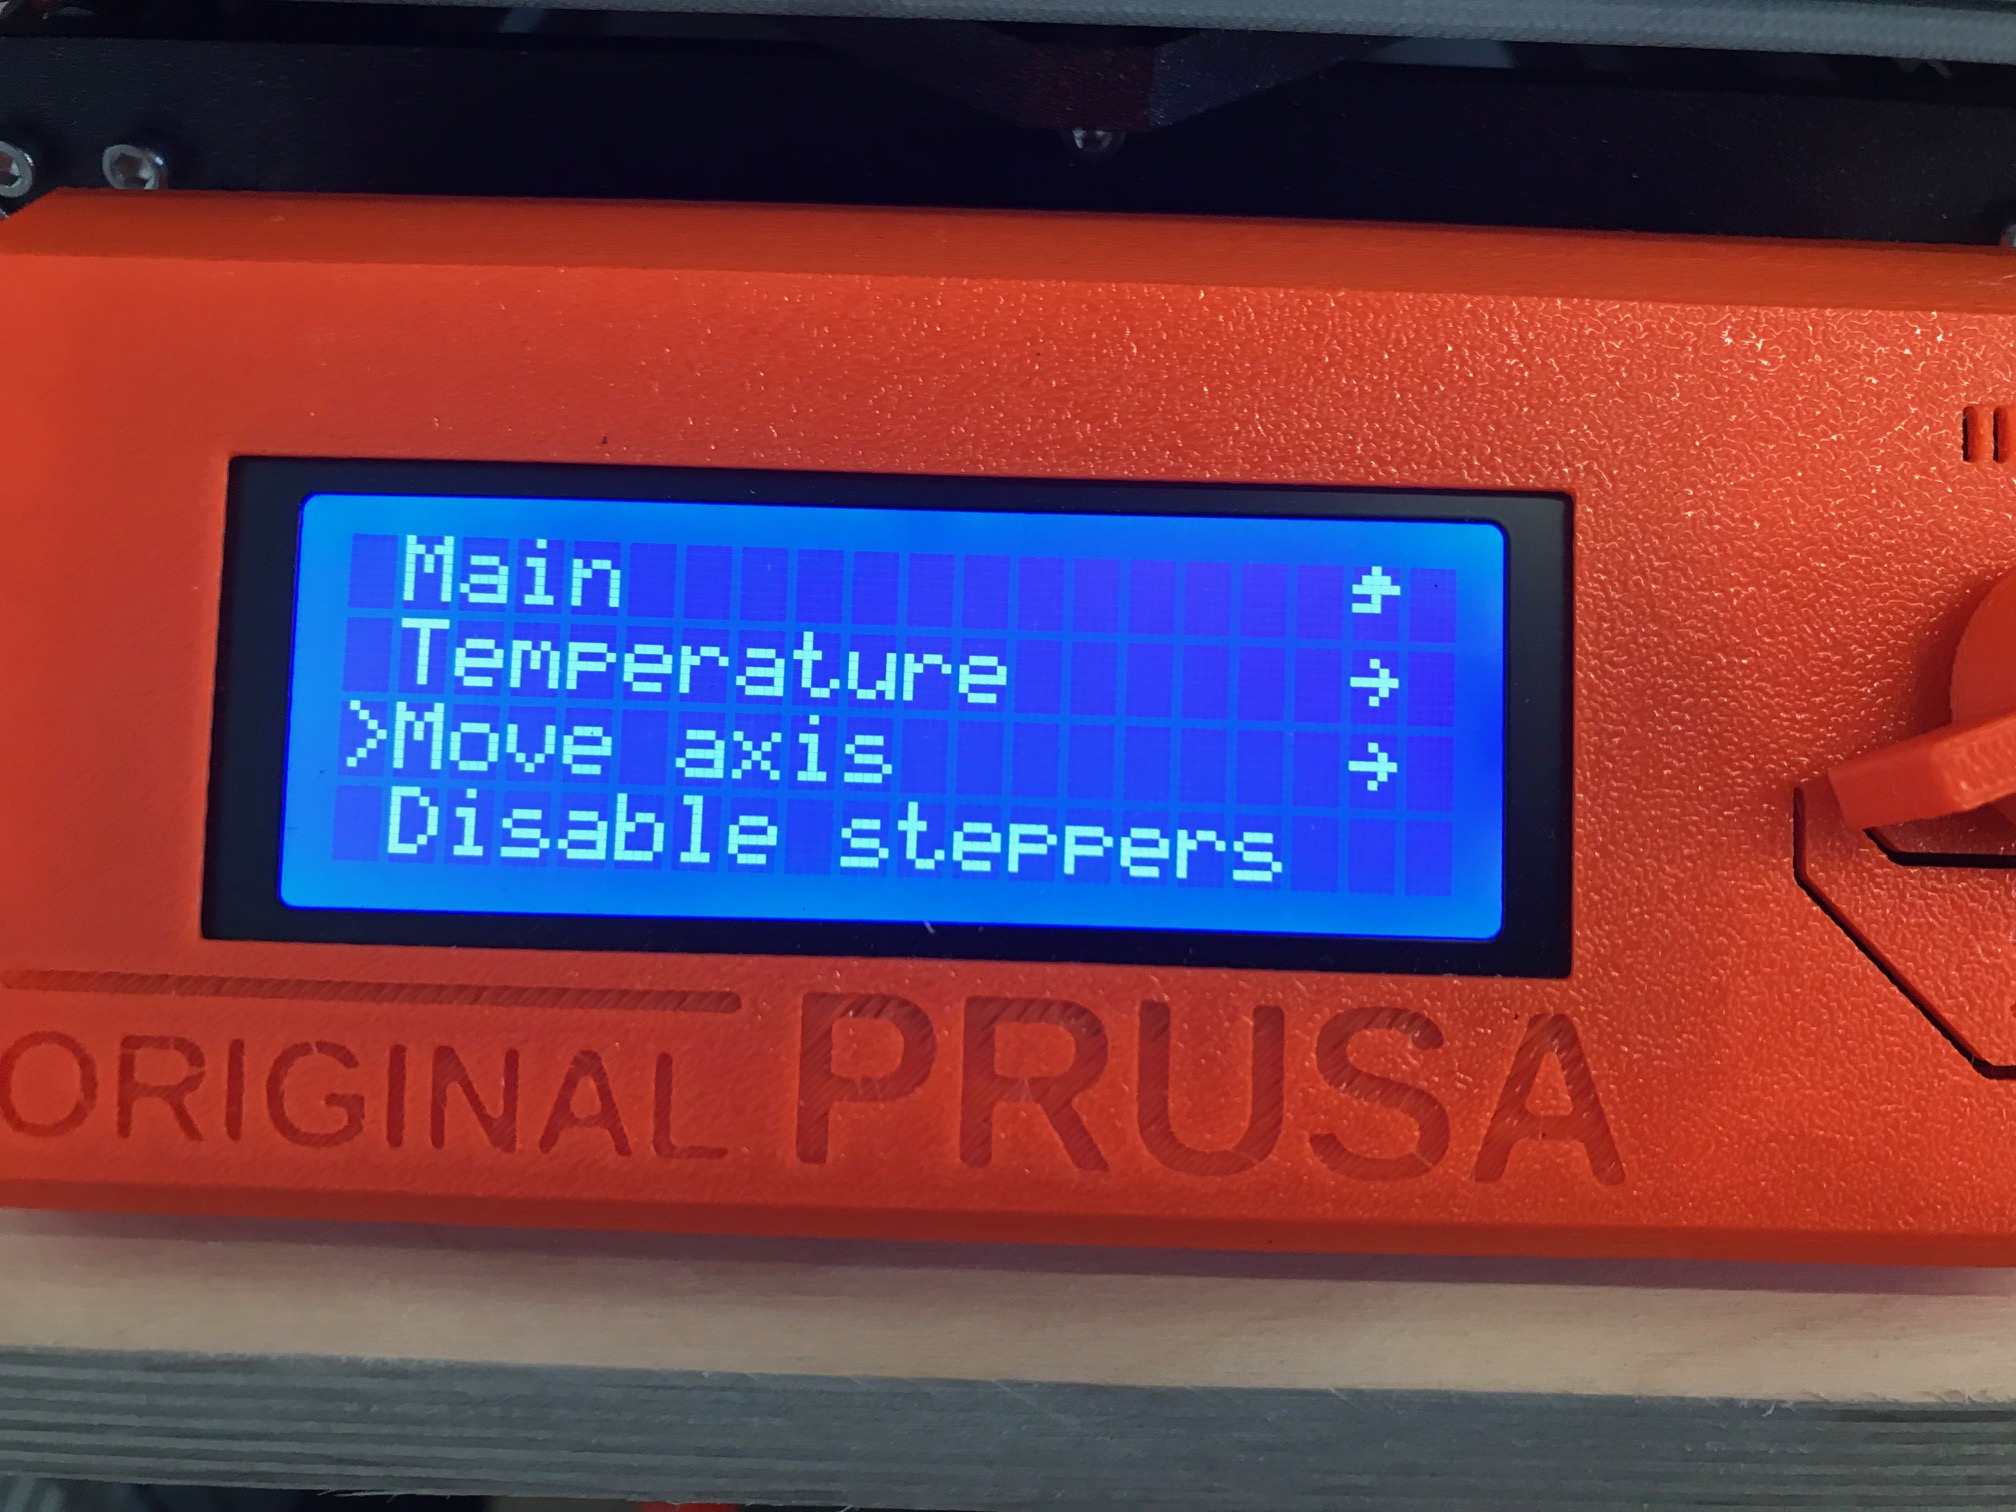 Main
Temperature →
>Move axis →
Disable steppers
ORIGINAL PRUSA